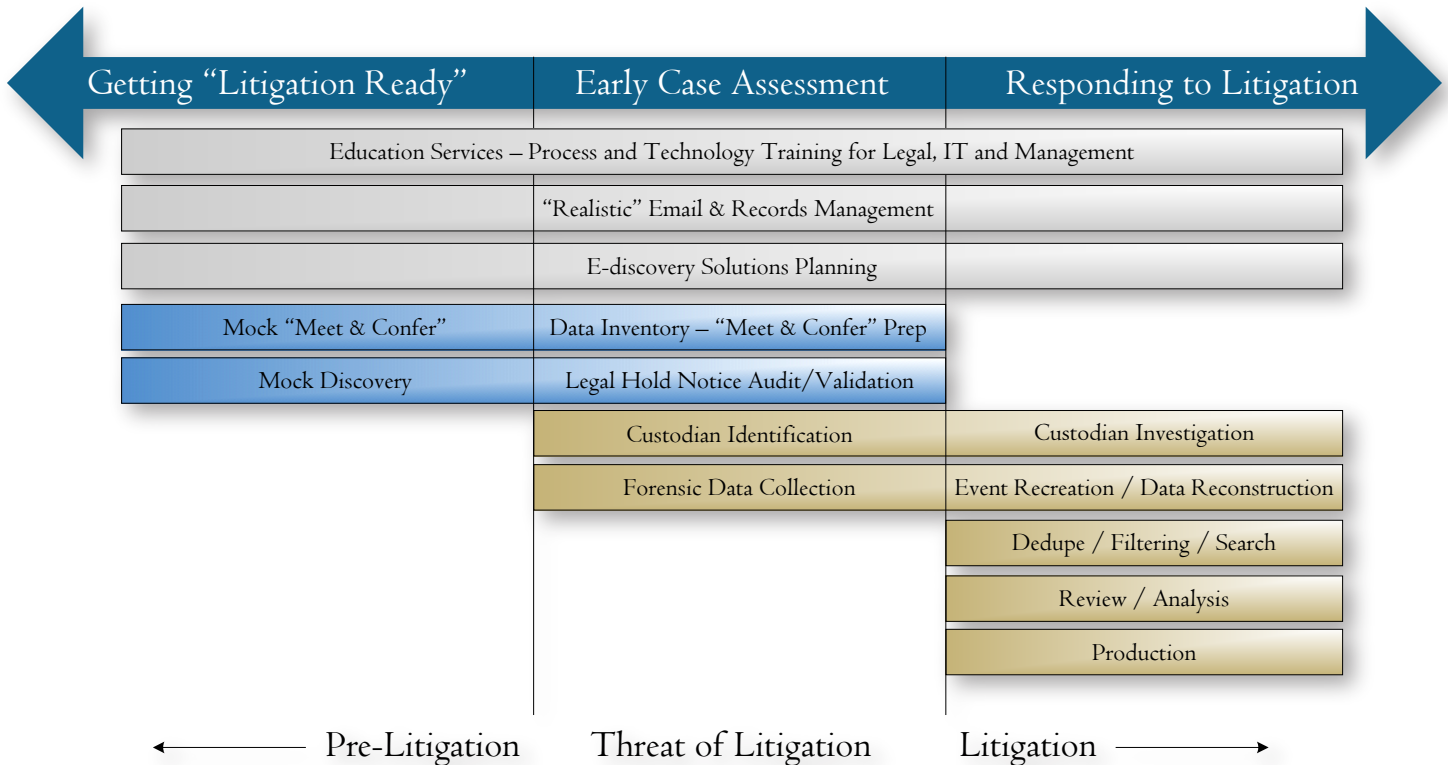 Getting “Litigation Ready” Early Case Assessment Responding to Litigation
Education Services – Process and Technology Training for Legal, IT and Management
“Realistic” Email & Records Management
E-discovery Solutions Planning
Mock “Meet & Confer” Data Inventory – “Meet & Confer” Prep
Mock Discovery Legal Hold Notice Audit/Validation
Custodian Identification Custodian Investigation
Forensic Data Collection Event Recreation / Data Reconstruction
Dedupe / Filtering / Search
Review / Analysis
Production
Pre-Litigation Threat of Litigation Litigation